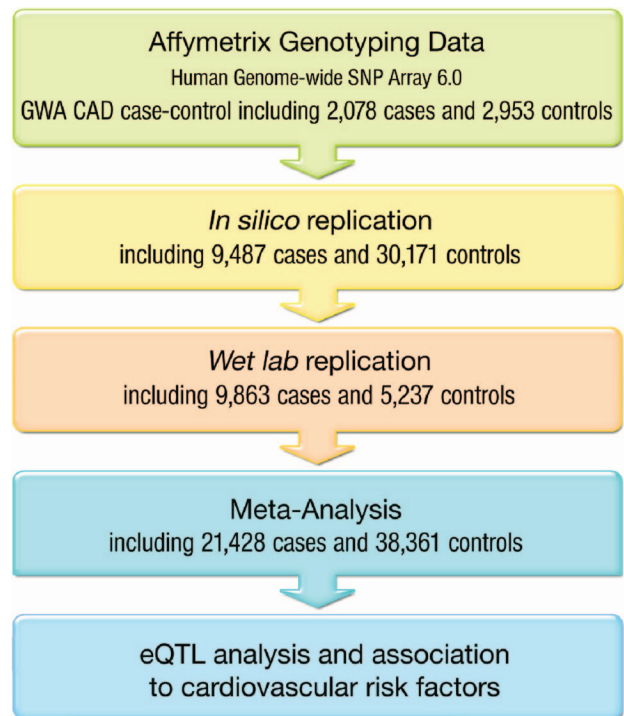 Affymetrix Genotyping Data
Human Genome-wide SNP Array 6.0
GWA CAD case-control including 2,078 cases and 2,953 controls
In silico replication
including 9,487 cases and 30,171 controls
Wet lab replication
including 9,863 cases and 5,237 controls
Meta-Analysis
including 21,428 cases and 38,361 controls
eQTL analysis and association
to cardiovascular risk factors